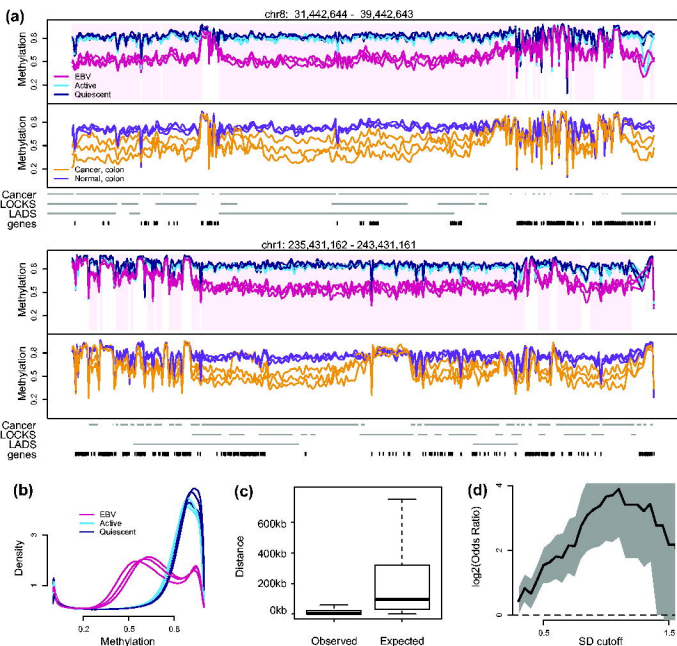 (a)
chr8: 31,442,644 - 39,442,643
Methylation
0.2 0.5 0.8
EBV
Active
Quiescent
Methylation
0.2 0.5 0.8
Cancer, colon
Normal, colon
Cancer
LOCKS
LADS
genes
chr1: 235,431,162 - 243,431,161
Methylation
0.2 0.5 0.8
Methylation
0.2 0.5 0.8
Cancer
LOCKS
LADS
genes
(b)
EBV
Active
Quiescent
Density
1 3
0.2 0.5 0.8
Methylation
(c)
Distance
600kb
400kb
200kb
0kb
Observed Expected
(d)
log2(Odds Ratio)
0 2 4
0.5 1.0 1.5
SD cutoff